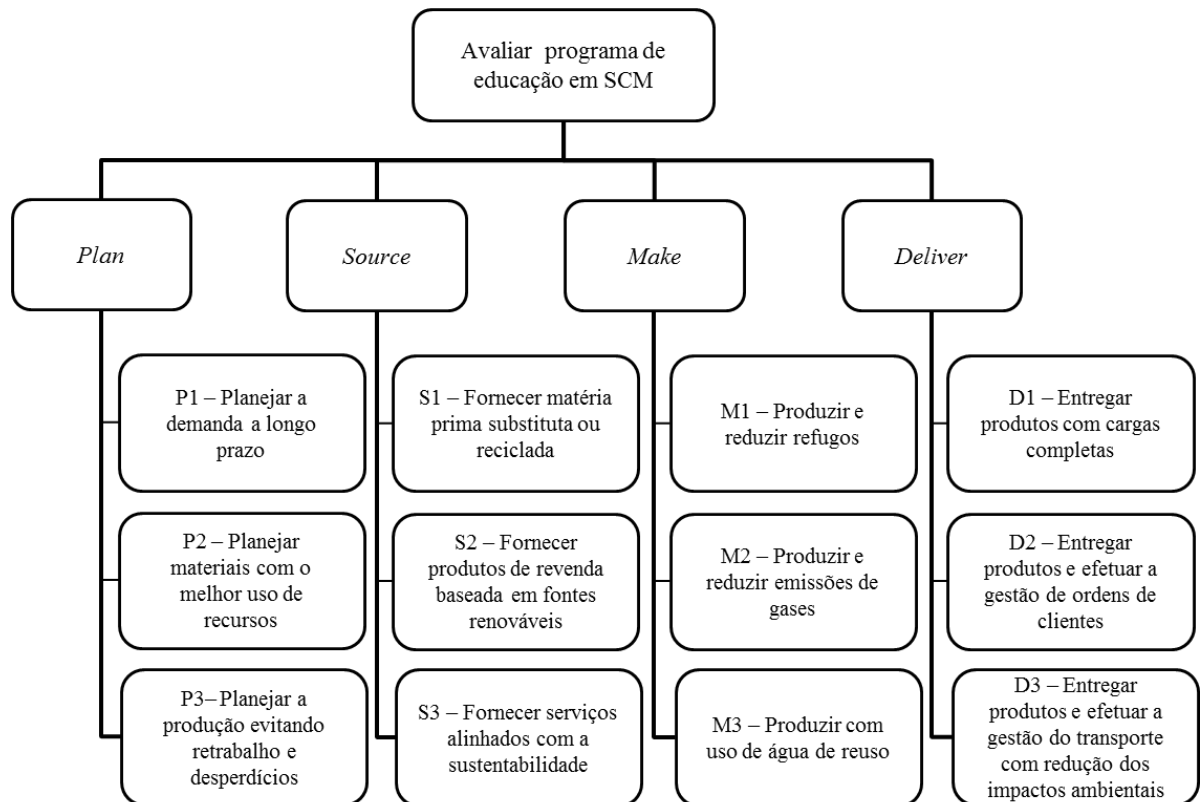 Avaliar programa de
educação em SCM
Plan
Source
Make
Deliver
P1 – Planejar a
demanda a longo
prazo
S1 – Fornecer matéria
prima substituta ou
reciclada
M1 – Produzir e
reduzir refugos
D1 – Entregar
produtos com cargas
completas
P2 – Planejar
materiais com o
melhor uso de
recursos
S2 – Fornecer
produtos de revenda
baseada em fontes
renováveis
M2 – Produzir e
reduzir emissões de
gases
D2 – Entregar
produtos e efetuar a
gestão de ordens de
clientes
P3– Planejar a
produção evitando
retrabalho e
desperdícios
S3 – Fornecer serviços
alinhados com a
sustentabilidade
M3 – Produzir com
uso de água de reuso
D3 – Entregar
produtos e efetuar a
gestão do transporte
com redução dos
impactos ambientais